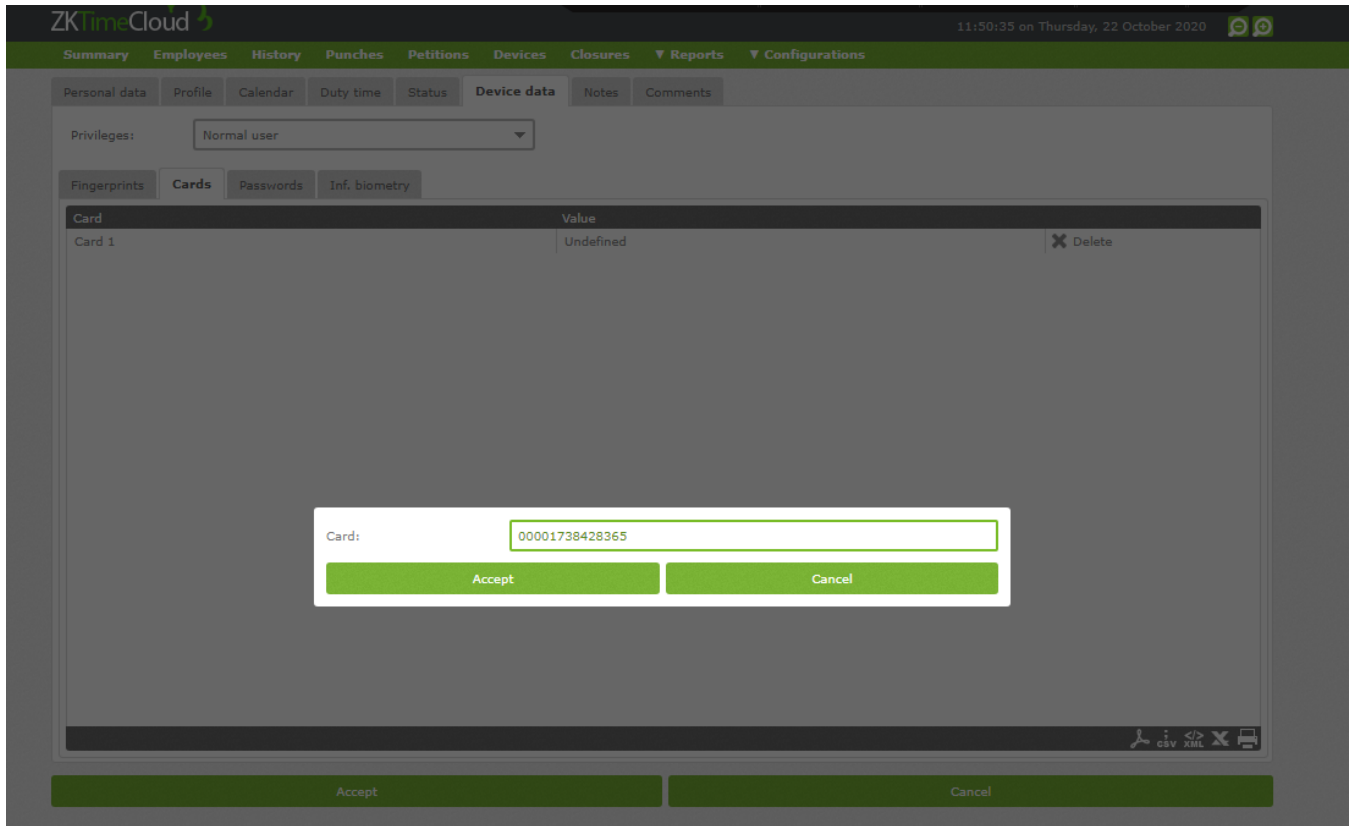 ZKTimeCloud
11:50:35 on Thursday, 22 October 2020
Summary Employees History Punches Petitions Devices Closures ▼ Reports ▼ Configurations
Personal data Profile Calendar Duty time Status Device data Notes Comments
Privileges: Normal user
Fingerprints Cards Passwords Inf. biometry
Card Value
Card 1 Undefined Delete
Card: 00001738428365
Accept Cancel
CSV XML
Accept Cancel